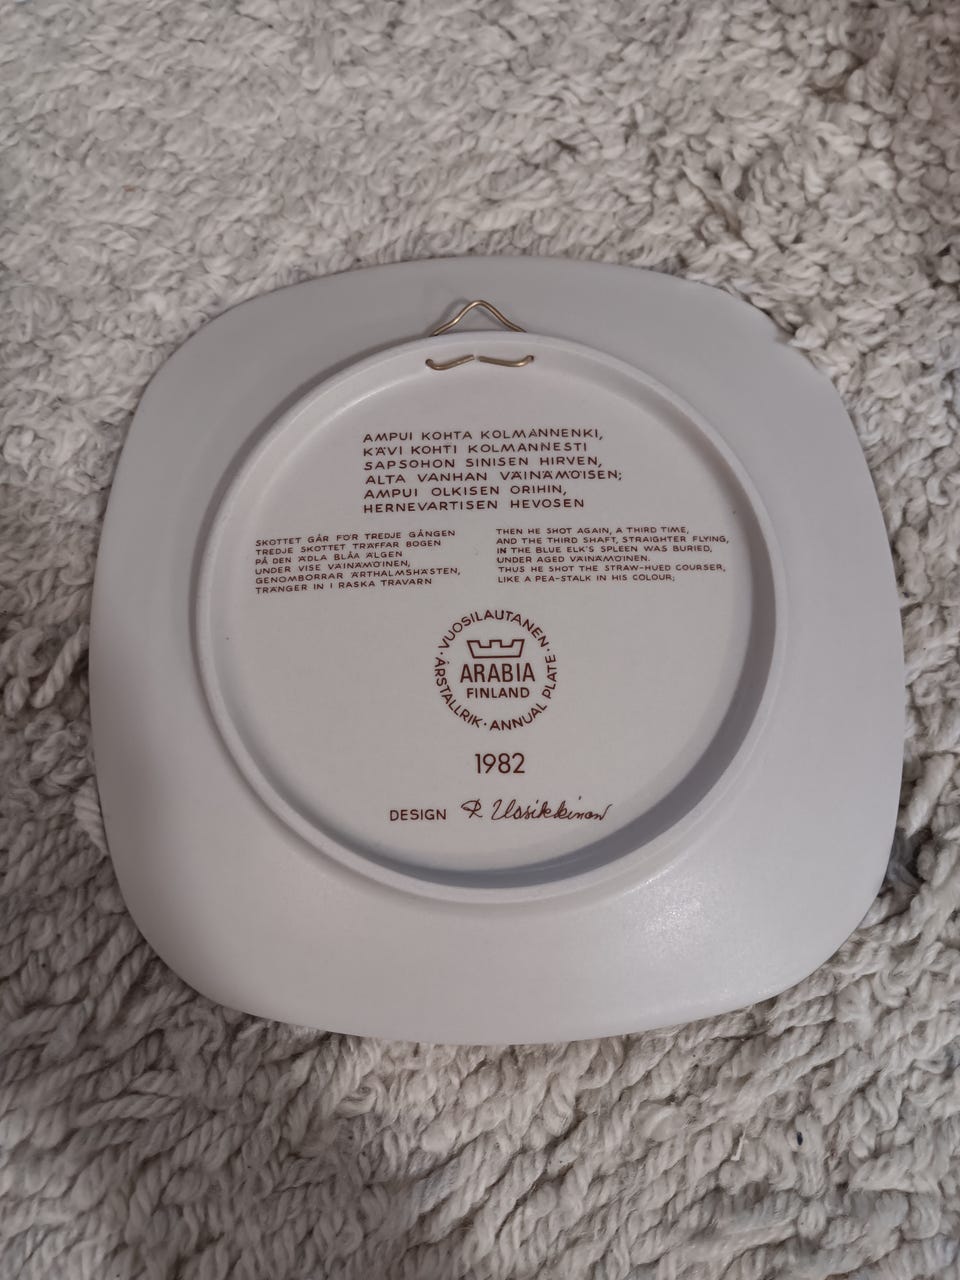 AMPUI KOHTA KOLMANNENKI,
KÄVI KOHTI KOLMANNESTI
SAPSOHON SINISEN HIRVEN,
ALTA VANHAN VÄINÄMÖISEN;
AMPUI OLKISEN ORIHIN,
HERNEVARTISEN HEVOSEN
SKOTTET GÅR FÖR TREDJE GÅNGEN
TREDJE SKOTTET TRÄFFAR BOGEN
PÅ DEN ÄDLA BLÅA ÄLGEN
UNDER VISE VÄINÄMÖINEN,
GENOMBORRAR ÄRTHALMSHÄSTEN,
TRÄNGER IN I RASKA TRAVARN
THEN HE SHOT AGAIN, A THIRD TIME,
AND THE THIRD SHAFT, STRAIGHTER FLYING,
IN THE BLUE ELK'S SPLEEN WAS BURIED,
UNDER AGED VÄINÄMÖINEN.
THUS HE SHOT THE STRAW-HUED COURSER,
LIKE A PEA-STALK IN HIS COLOUR;
· VUOSILAUTANEN · ANNUAL PLATE · ÅRSTALLRIK
ARABIA
FINLAND
1982
DESIGN R. Uosikkinen